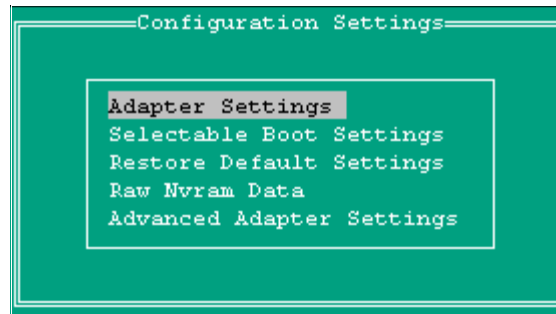 Configuration Settings
Adapter Settings
Selectable Boot Settings
Restore Default Settings
Raw Nvram Data
Advanced Adapter Settings